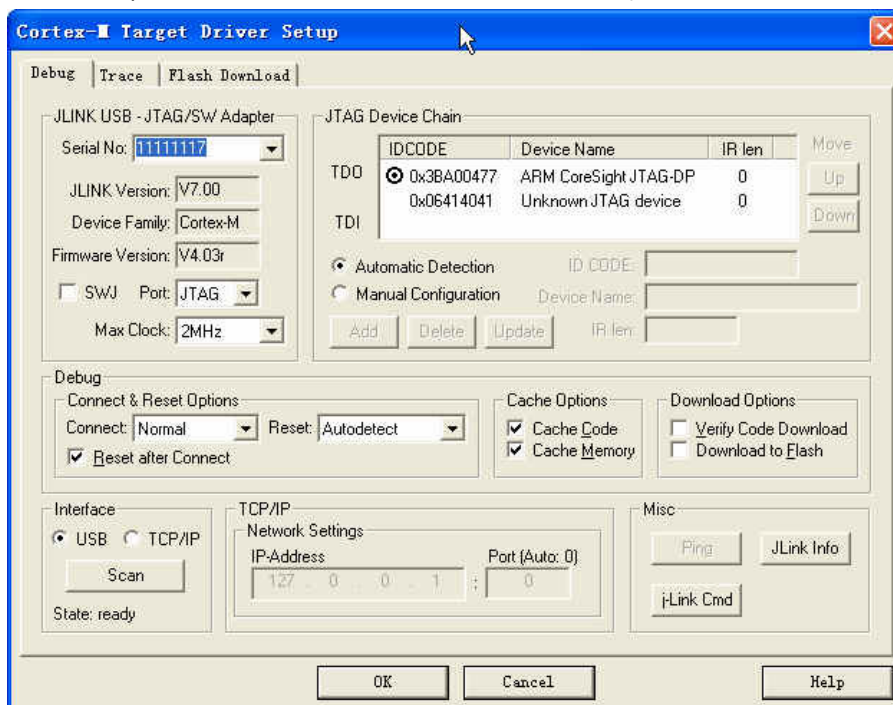 Cortex-M Target Driver Setup
Debug Trace Flash Download
JLINK USB - JTAG/SW Adapter
Serial No: 11111117
JLINK Version: V7.00
Device Family: Cortex-M
Firmware Version: V4.03r
SWJ Port: JTAG
Max Clock: 2MHz
JTAG Device Chain
IDCODE Device Name IR len Move
TDO 0x3BA00477 ARM CoreSight JTAG-DP 0 Up
TDI 0x06414041 Unknown JTAG device 0 Down
Automatic Detection ID CODE:
Manual Configuration Device Name:
Add Delete Update IR len:
Debug
Connect & Reset Options
Connect: Normal Reset: Autodetect
Reset after Connect
Cache Options
Cache Code
Cache Memory
Download Options
Verify Code Download
Download to Flash
Interface
USB TCP/IP
Scan
State: ready
TCP/IP
Network Settings
IP-Address Port (Auto: 0)
127 . 0 . 0 . 1 : 0
Misc
Ping JLink Info
j-Link Cmd
OK Cancel Help